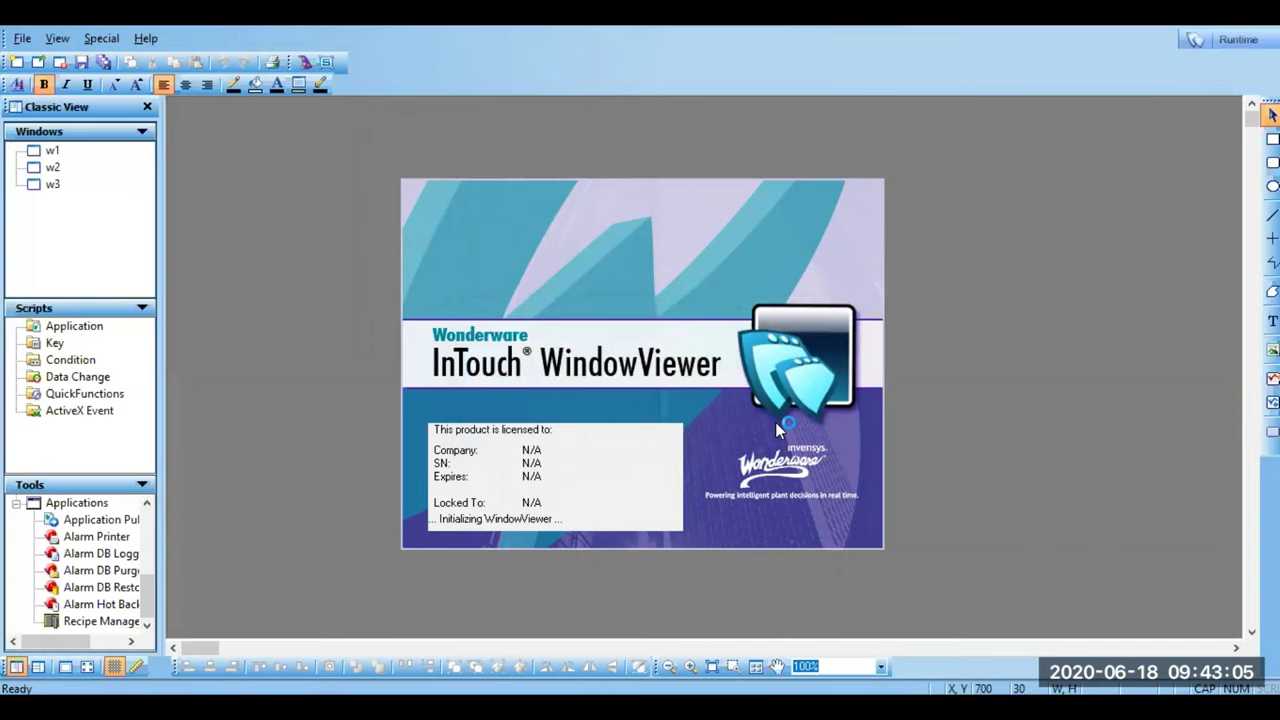 File View Special Help
Runtime
Classic View
Windows
w1
w2
w3
Scripts
Application
Key
Condition
Data Change
QuickFunctions
ActiveX Event
Tools
Applications
Application Pul
Alarm Printer
Alarm DB Logg
Alarm DB Purg
Alarm DB Resto
Alarm Hot Back
Recipe Manage
Wonderware
InTouch® WindowViewer
This product is licensed to:
Company: N/A
SN: N/A
Expires: N/A
Locked To: N/A
... Initializing WindowViewer ...
invensys.
Wonderware
Powering intelligent plant decisions in real time.
100%
2020-06-18 09:43:05
Ready
X, Y 700 30 W, H CAP NUM